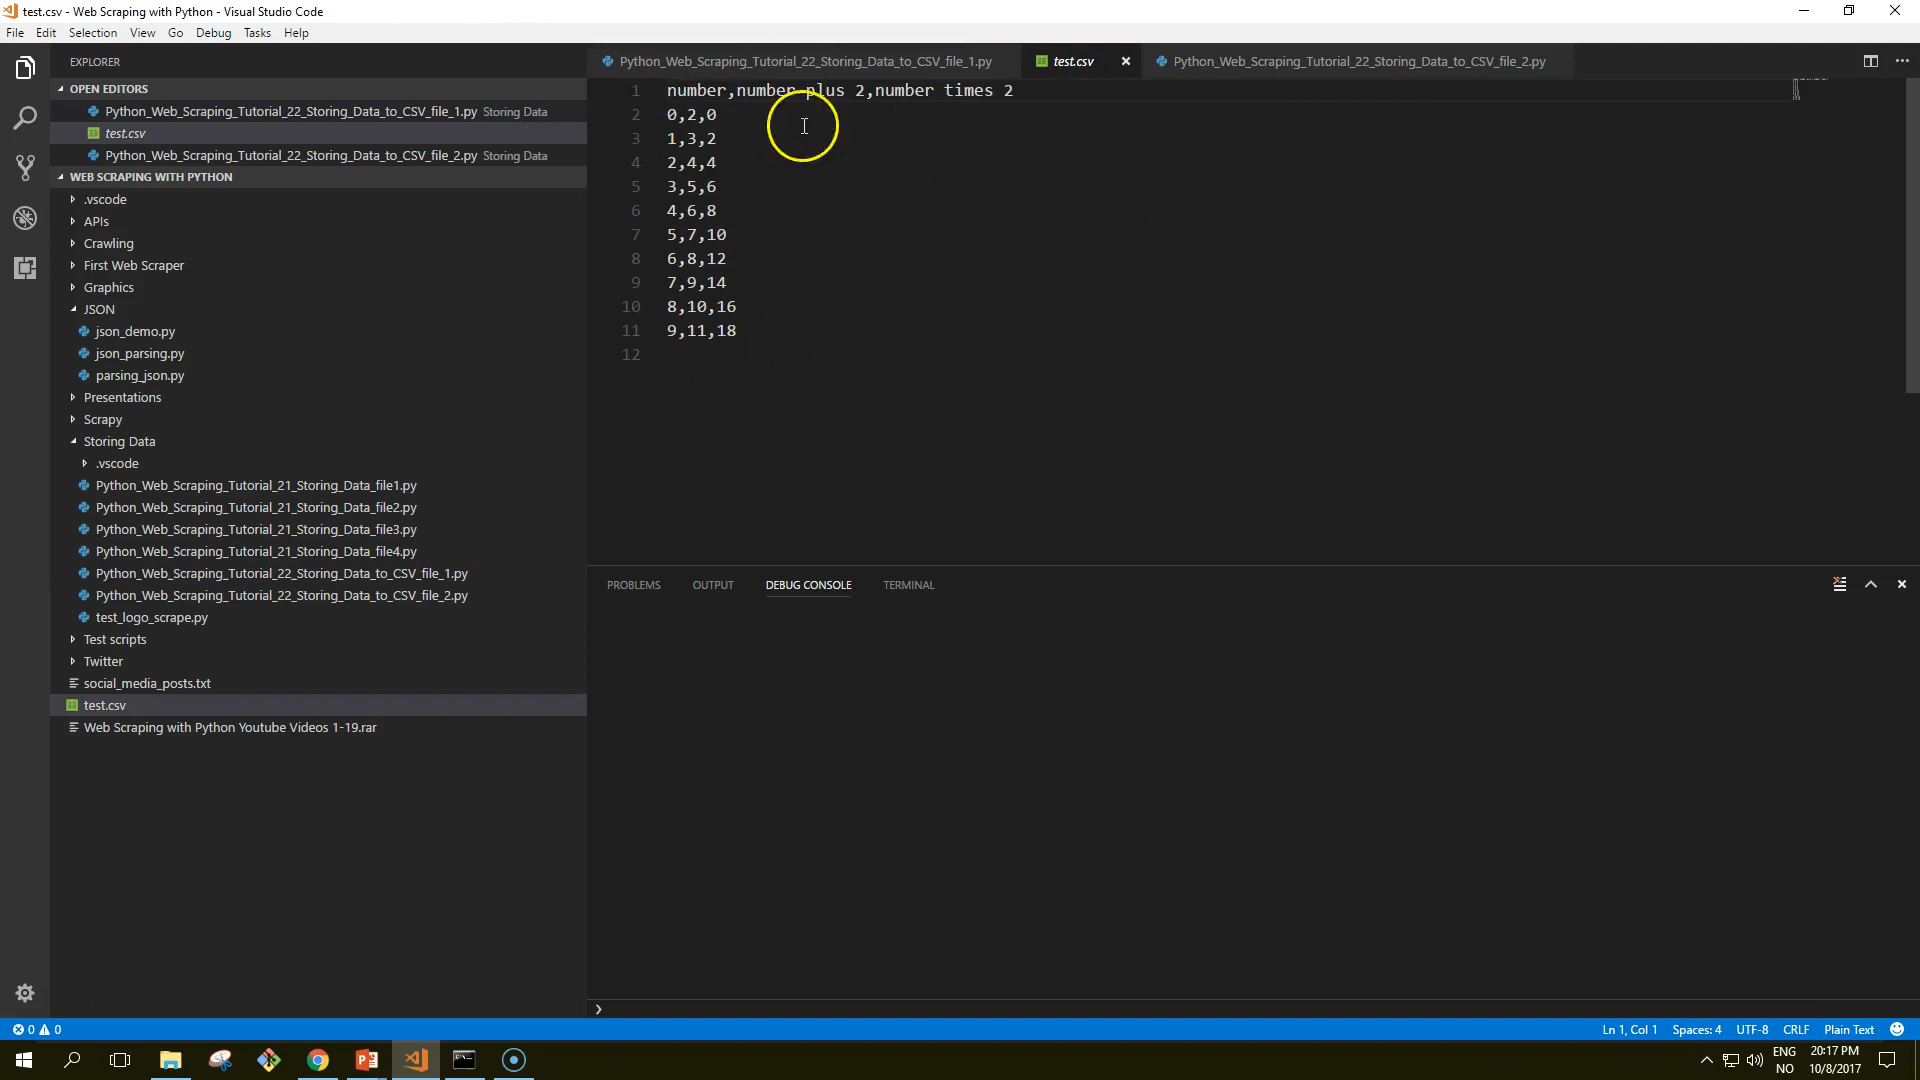 test.csv - Web Scraping with Python - Visual Studio Code
File Edit Selection View Go Debug Tasks Help
EXPLORER
OPEN EDITORS
Python_Web_Scraping_Tutorial_22_Storing_Data_to_CSV_file_1.py Storing Data
test.csv
Python_Web_Scraping_Tutorial_22_Storing_Data_to_CSV_file_2.py Storing Data
WEB SCRAPING WITH PYTHON
.vscode
APIs
Crawling
First Web Scraper
Graphics
JSON
json_demo.py
json_parsing.py
parsing_json.py
Presentations
Scrapy
Storing Data
.vscode
Python_Web_Scraping_Tutorial_21_Storing_Data_file1.py
Python_Web_Scraping_Tutorial_21_Storing_Data_file2.py
Python_Web_Scraping_Tutorial_21_Storing_Data_file3.py
Python_Web_Scraping_Tutorial_21_Storing_Data_file4.py
Python_Web_Scraping_Tutorial_22_Storing_Data_to_CSV_file_1.py
Python_Web_Scraping_Tutorial_22_Storing_Data_to_CSV_file_2.py
test_logo_scrape.py
Test scripts
Twitter
social_media_posts.txt
test.csv
Web Scraping with Python Youtube Videos 1-19.rar
Python_Web_Scraping_Tutorial_22_Storing_Data_to_CSV_file_1.py test.csv Python_Web_Scraping_Tutorial_22_Storing_Data_to_CSV_file_2.py
1 number,number plus 2,number times 2
2 0,2,0
3 1,3,2
4 2,4,4
5 3,5,6
6 4,6,8
7 5,7,10
8 6,8,12
9 7,9,14
10 8,10,16
11 9,11,18
12
PROBLEMS OUTPUT DEBUG CONSOLE TERMINAL
0 0 Ln 1, Col 1 Spaces: 4 UTF-8 CRLF Plain Text
ENG 20:17 PM
NO 10/8/2017